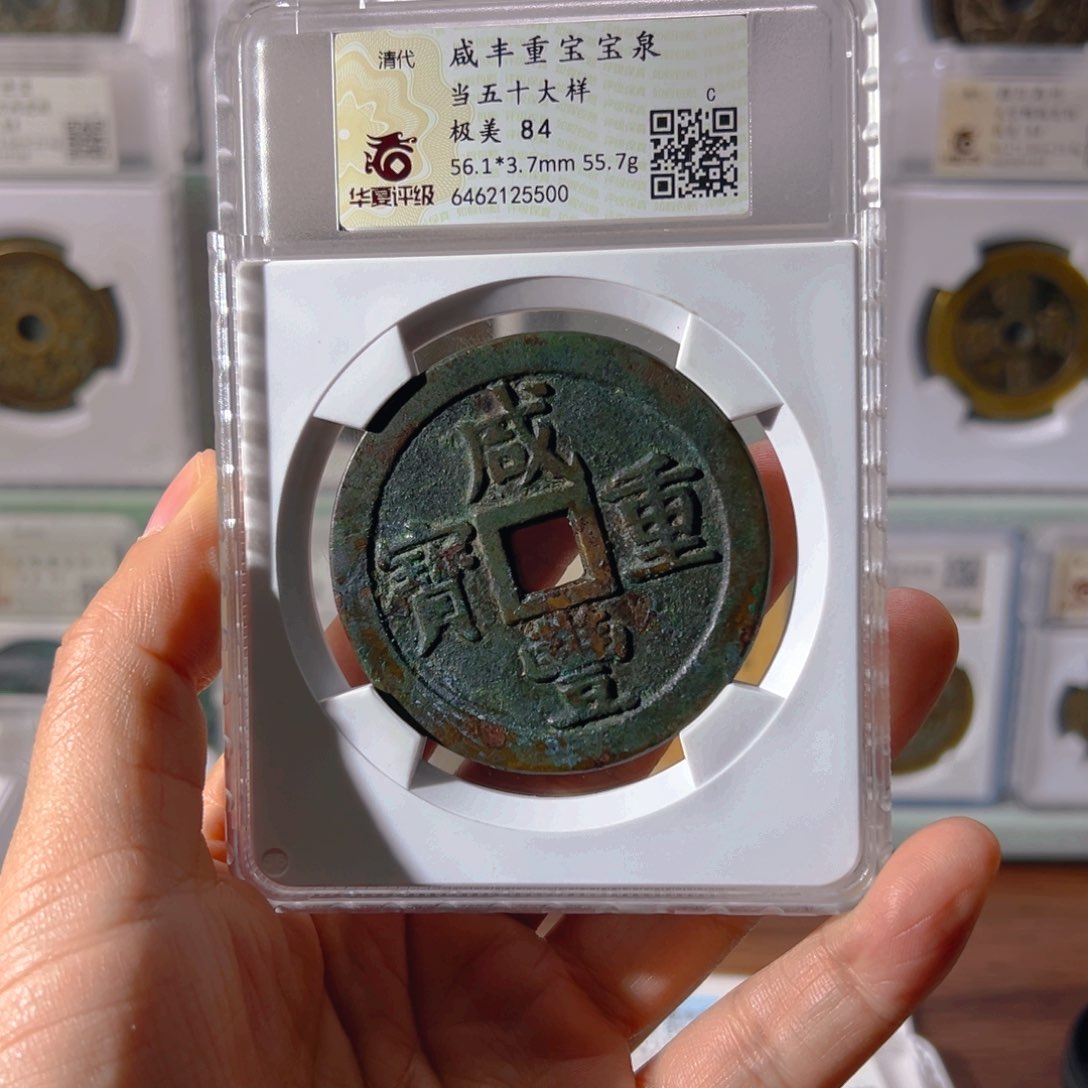 清代
咸丰重宝宝泉
当五十大样
C
极美 84
56.1*3.7mm 55.7g
华夏评级
6462125500
咸
重
寶
豐